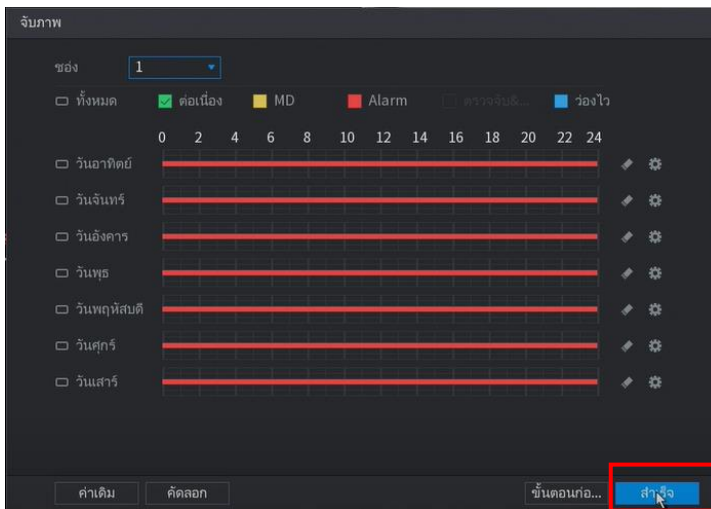 จับภาพ
ช่อง 1
ทั้งหมด ต่อเนื่อง MD Alarm ว่องไว
0 2 4 6 8 10 12 14 16 18 20 22 24
วันอาทิตย์
วันจันทร์
วันอังคาร
วันพุธ
วันพฤหัสบดี
วันศุกร์
วันเสาร์
ค่าเดิม คัดลอก ขั้นตอนก่อ... สำเร็จ